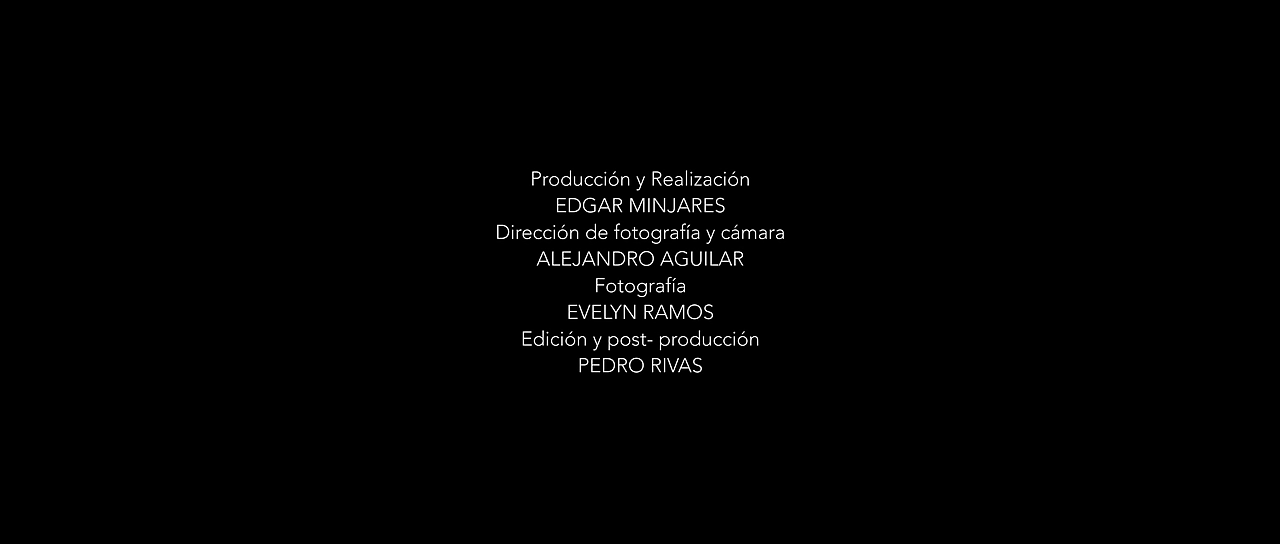 Producción y Realización
EDGAR MINJARES
Dirección de fotografía y cámara
ALEJANDRO AGUILAR
Fotografía
EVELYN RAMOS
Edición y post- producción
PEDRO RIVAS